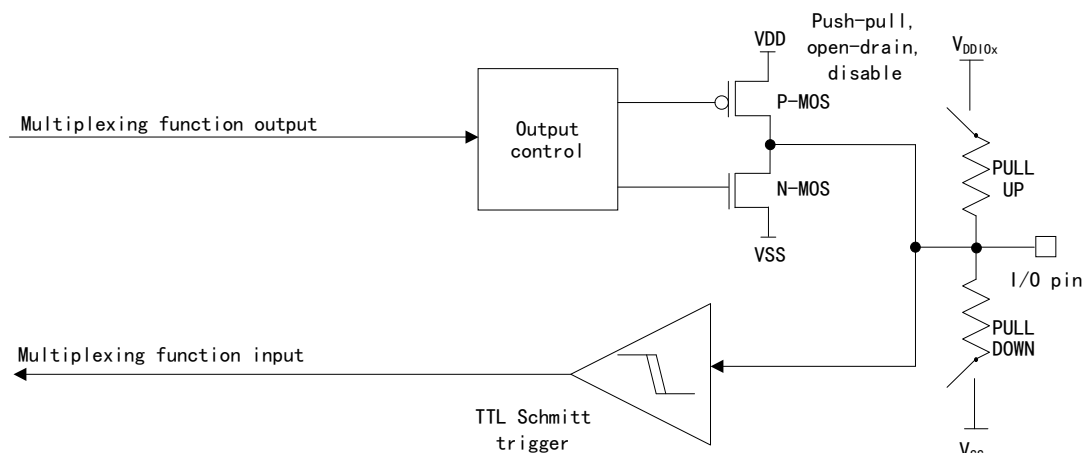 Push-pull,
open-drain,
disable
VDD
VDDIOx
P-MOS
Multiplexing function output
Output
control
PULL
UP
N-MOS
VSS
I/O pin
PULL
DOWN
Multiplexing function input
TTL Schmitt
trigger